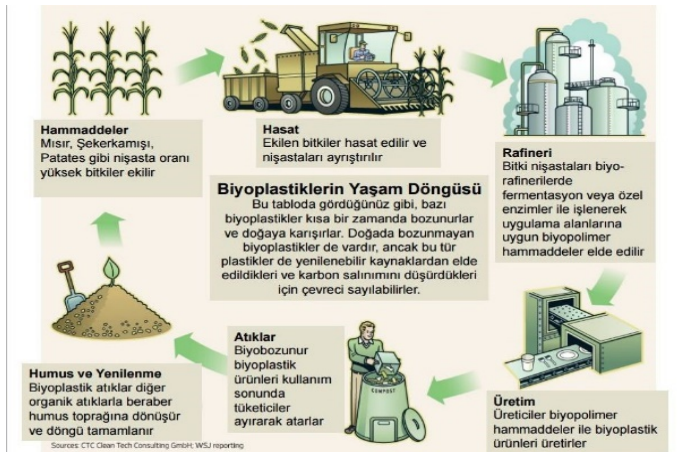 Hammaddeler
Mısır, Şekerkamışı,
Patates gibi nişasta oranı
yüksek bitkiler ekilir
Hasat
Ekilen bitkiler hasat edilir ve
nişastaları ayrıştırılır
Rafineri
Bitki nişastaları biyo-
rafinerilerde
fermentasyon veya özel
enzimler ile işlenerek
uygulama alanlarına
uygun biyopolimer
hammaddeler elde edilir
Biyoplastiklerin Yaşam Döngüsü
Bu tabloda gördüğünüz gibi, bazı
biyoplastikler kısa bir zamanda bozunurlar
ve doğaya karışırlar. Doğada bozunmayan
biyoplastikler de vardır, ancak bu tür
plastikler de yenilenebilir kaynaklardan elde
edildikleri ve karbon salınımını düşürdükleri
için çevreci sayılabilirler.
Üretim
Üreticiler biyopolimer
hammaddeler ile biyoplastik
ürünleri üretirler
Atıklar
Biyobozunur
biyoplastik
ürünleri kullanım
sonunda
tüketiciler
ayırarak atarlar
COMPOST
Humus ve Yenilenme
Biyoplastik atıklar diğer
organik atıklarla beraber
humus toprağına dönüşür
ve döngü tamamlanır
Sources: CTC Clean Tech Consulting GmbH; WSJ reporting